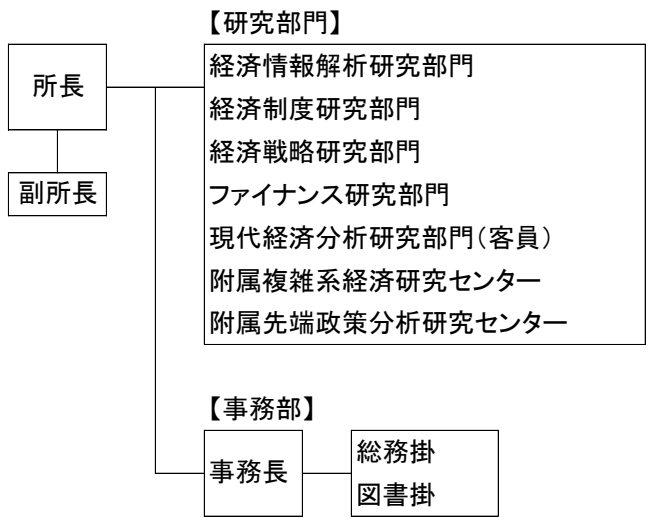 【研究部門】
所長
経済情報解析研究部門
経済制度研究部門
経済戦略研究部門
ファイナンス研究部門
現代経済分析研究部門（客員）
附属複雑系経済研究センター
附属先端政策分析研究センター
副所長
【事務部】
事務長
総務掛
図書掛